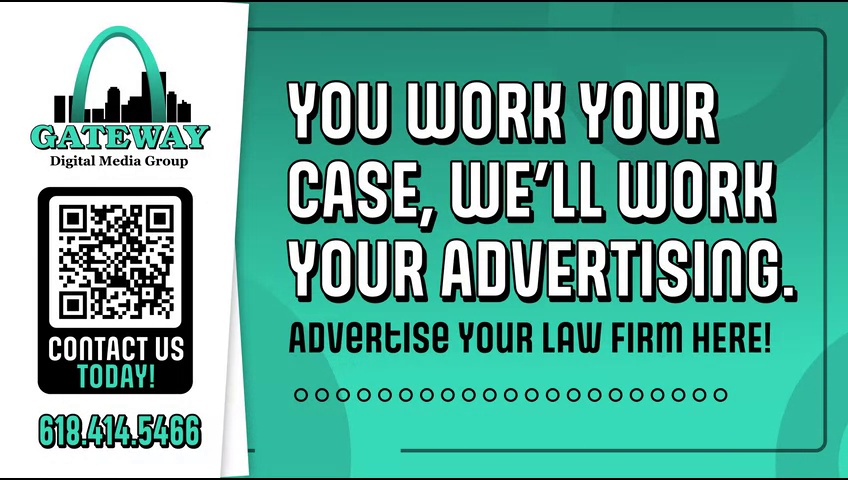 GATEWAY
Digital Media Group
CONTACT US
TODAY!
618.414.5466
YOU WORK YOUR
CASE, WE'LL WORK
YOUR ADVERTISING.
ADVERTISE YOUR LAW FIRM HERE!